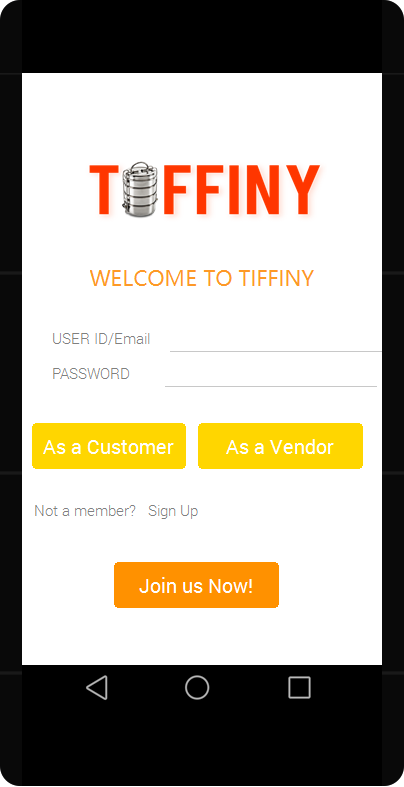 TIFFINY
WELCOME TO TIFFINY
USER ID/Email
PASSWORD
As a Customer As a Vendor
Not a member? Sign Up
Join us Now!